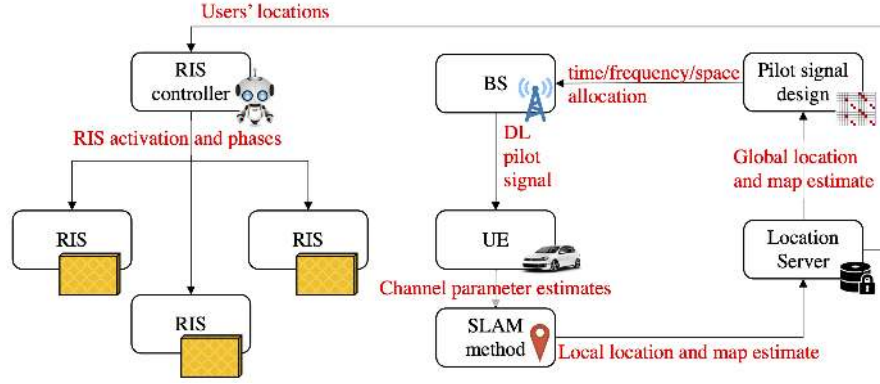 Users' locations
RIS
controller
RIS activation and phases
RIS
RIS
RIS
BS
time/frequency/space
allocation
Pilot signal
design
DL
pilot
signal
Global location
and map estimate
UE
Location
Server
Channel parameter estimates
SLAM
method
Local location and map estimate